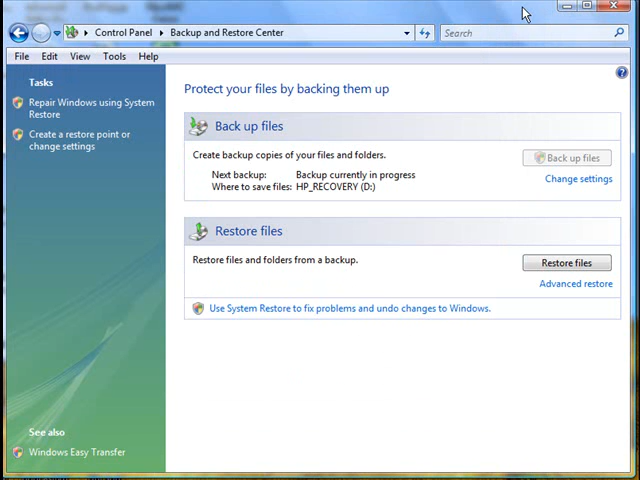 Control Panel ▸ Backup and Restore Center
Search
File Edit View Tools Help
Tasks
Repair Windows using System
Restore
Create a restore point or
change settings
See also
Windows Easy Transfer
Protect your files by backing them up
Back up files
Create backup copies of your files and folders.
Back up files
Next backup: Backup currently in progress
Where to save files: HP_RECOVERY (D:)
Change settings
Restore files
Restore files and folders from a backup.
Restore files
Advanced restore
Use System Restore to fix problems and undo changes to Windows.